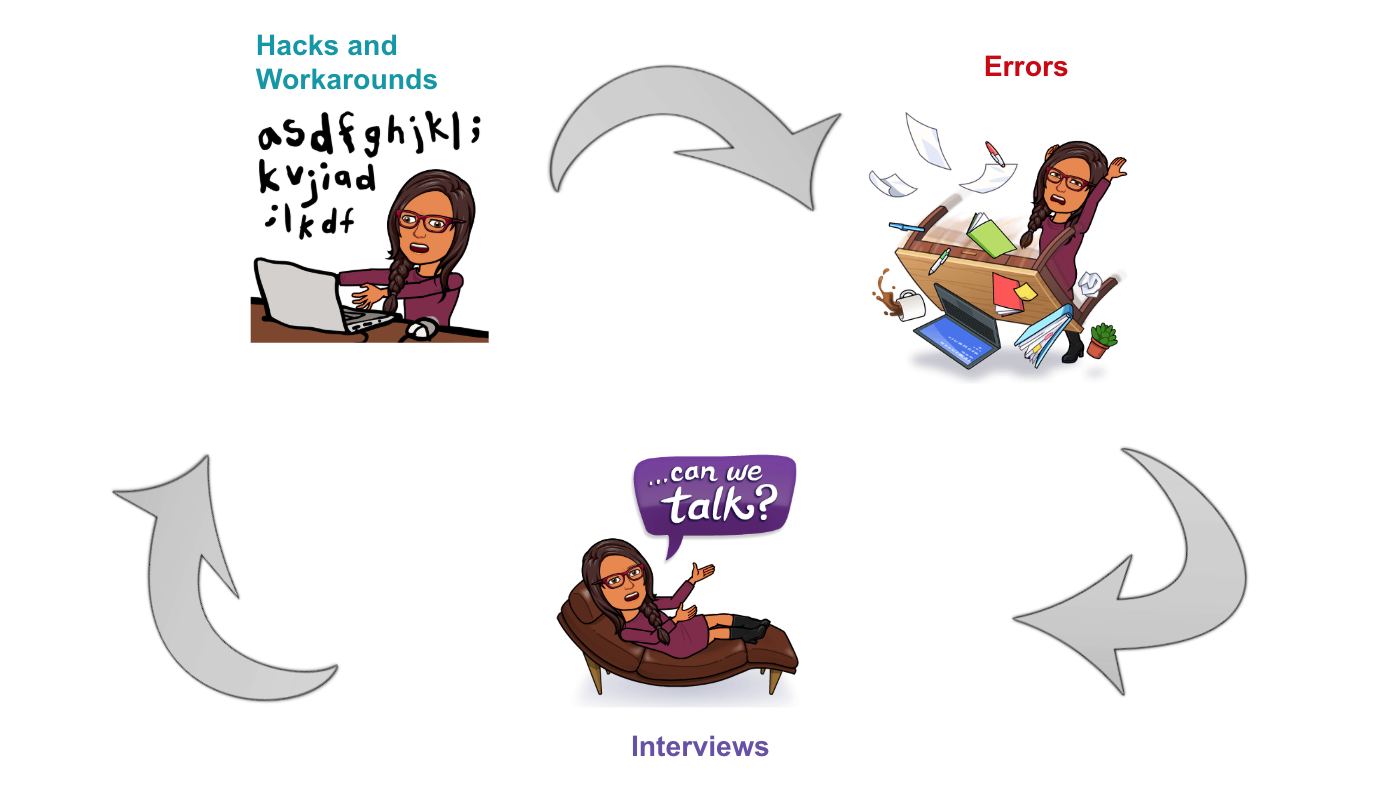 Hacks and
Workarounds
asdfghjkl;
kvjiad
;lkdf
Errors
...can we
talk?
Interviews